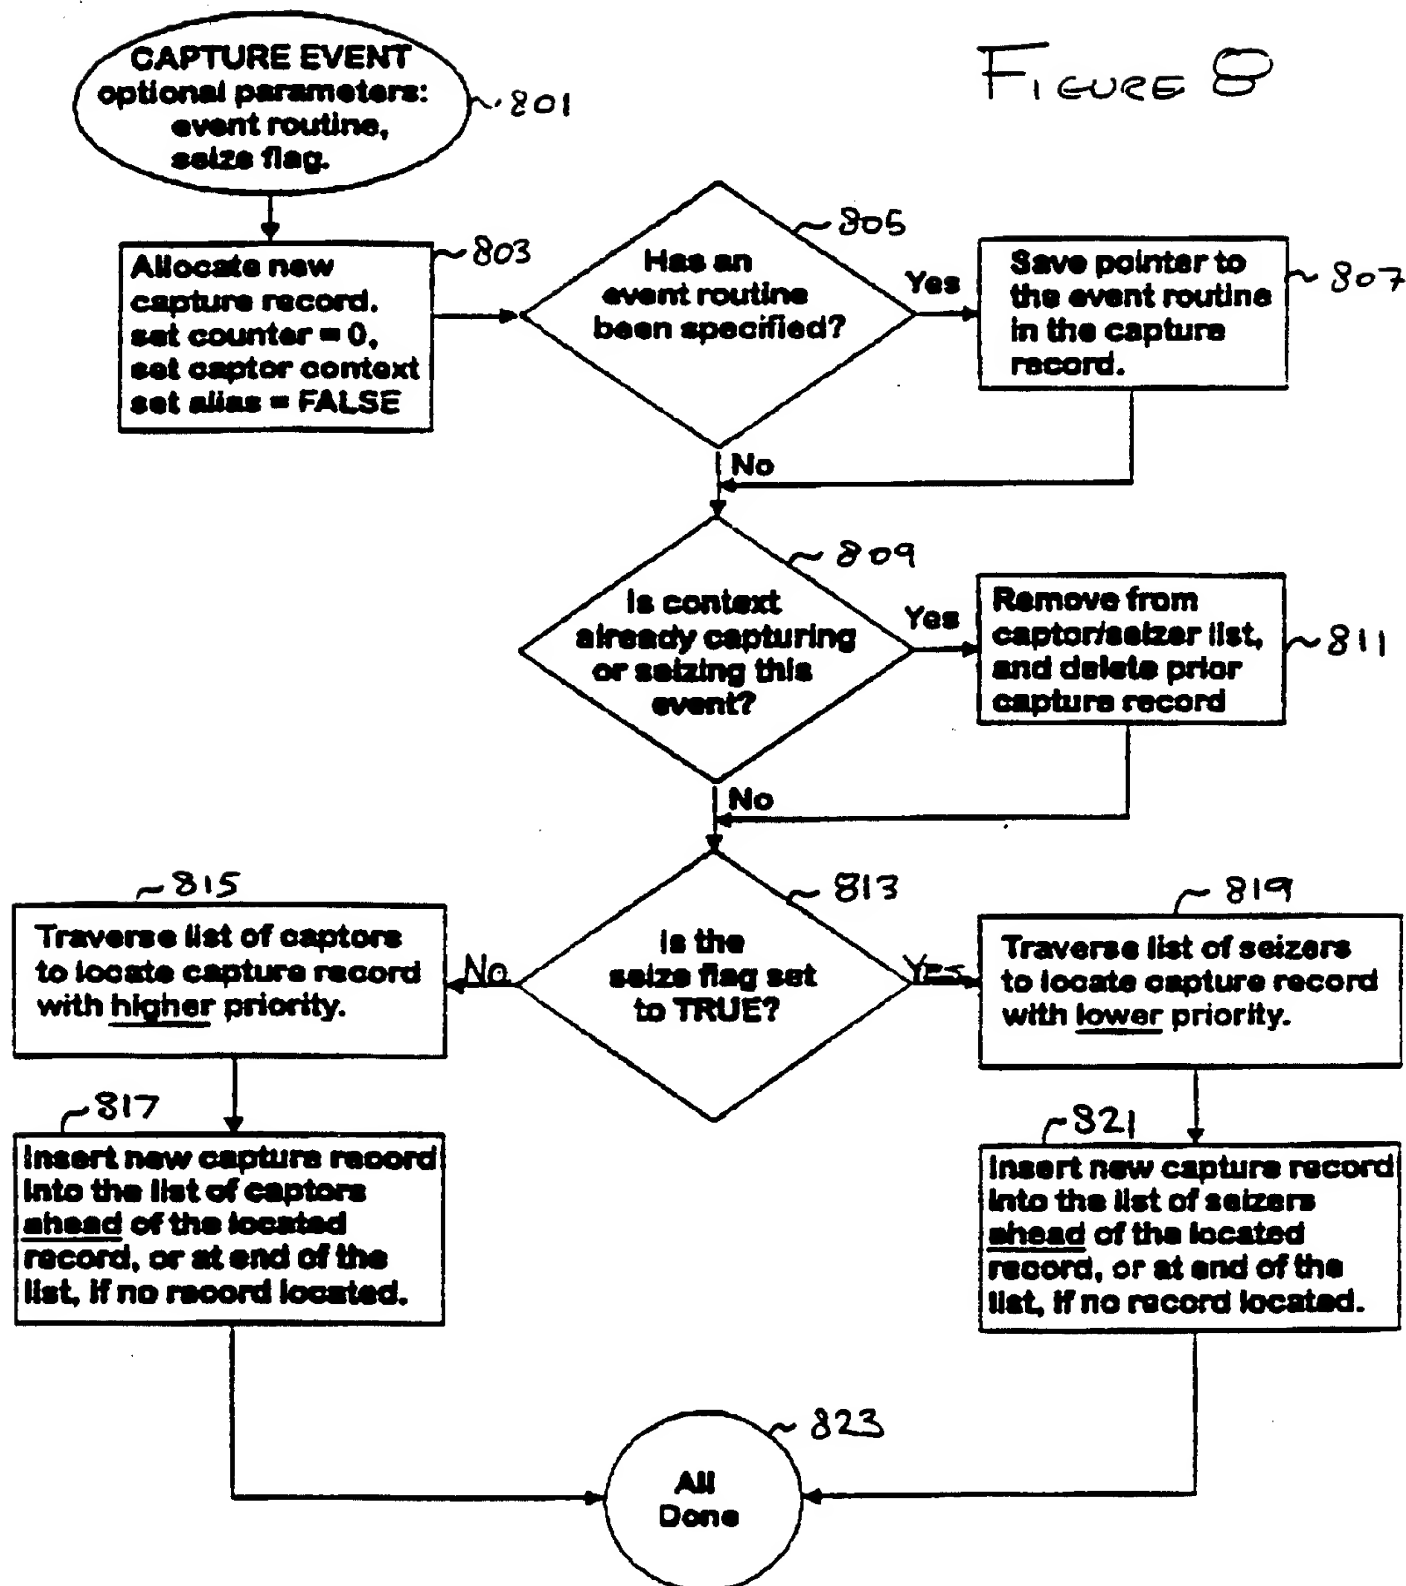 FIGURE 8
CAPTURE EVENT
optional parameters:
event routine,
seize flag.
801
Allocate new
capture record.
set counter = 0,
set captor context
set alias = FALSE
803
Has an
event routine
been specified?
805
Yes
Save pointer to
the event routine
in the capture
record.
807
No
Is context
already capturing
or seizing this
event?
809
Yes
Remove from
captor/seizer list,
and delete prior
capture record
811
No
Is the
seize flag set
to TRUE?
813
No
Yes
815
Traverse list of captors
to locate capture record
with higher priority.
819
Traverse list of seizers
to locate capture record
with lower priority.
817
Insert new capture record
into the list of captors
ahead of the located
record, or at end of the
list, if no record located.
821
Insert new capture record
into the list of seizers
ahead of the located
record, or at end of the
list, if no record located.
All
Done
823